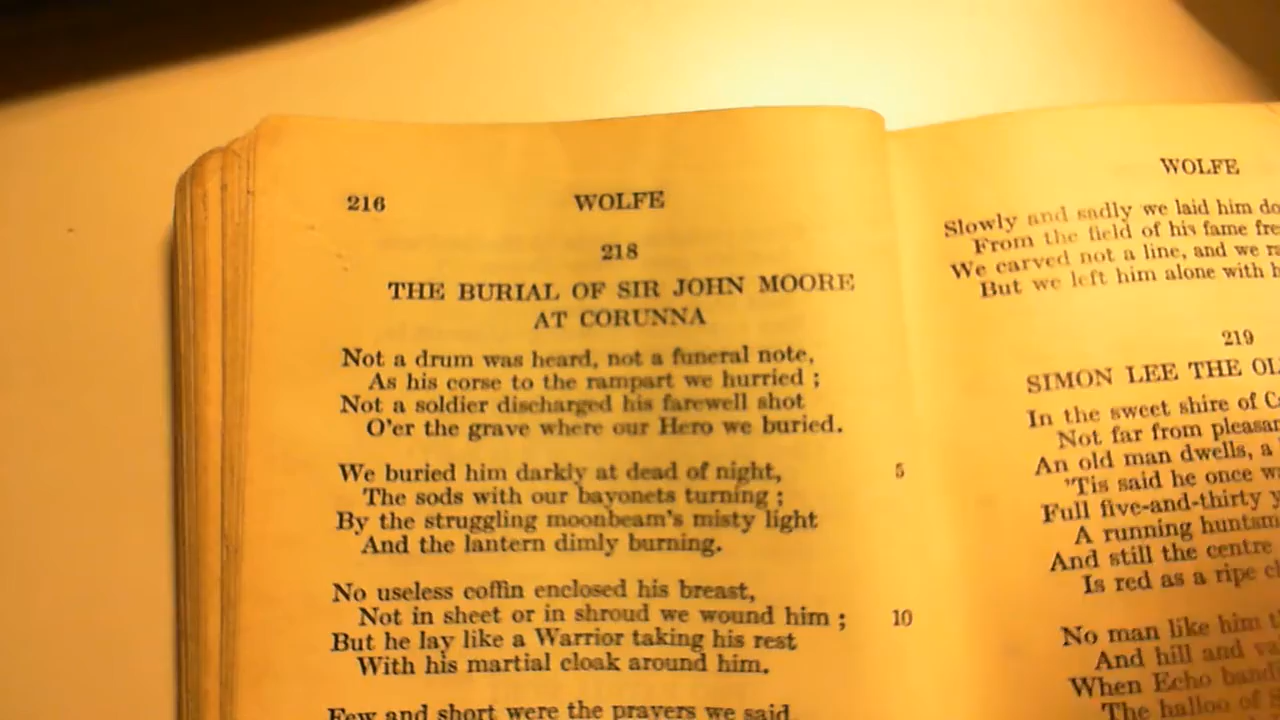 216 WOLFE
218
THE BURIAL OF SIR JOHN MOORE
AT CORUNNA
Not a drum was heard, not a funeral note,
As his corse to the rampart we hurried ;
Not a soldier discharged his farewell shot
O'er the grave where our Hero we buried.
We buried him darkly at dead of night, 5
The sods with our bayonets turning ;
By the struggling moonbeam's misty light
And the lantern dimly burning.
No useless coffin enclosed his breast,
Not in sheet or in shroud we wound him ; 10
But he lay like a Warrior taking his rest
With his martial cloak around him.
Few and short were the prayers we said
WOLFE
Slowly and sadly we laid him
From the field of his fame
We carved not a line, and we
But we left him alone with
219
SIMON LEE THE
In the sweet shire of
Not far from
An old man dwells, a
'Tis said he once
Full five-and-thirty
A running
And still the centre
Is red as a ripe
No man like him
And hill and
When Echo
The halloo of